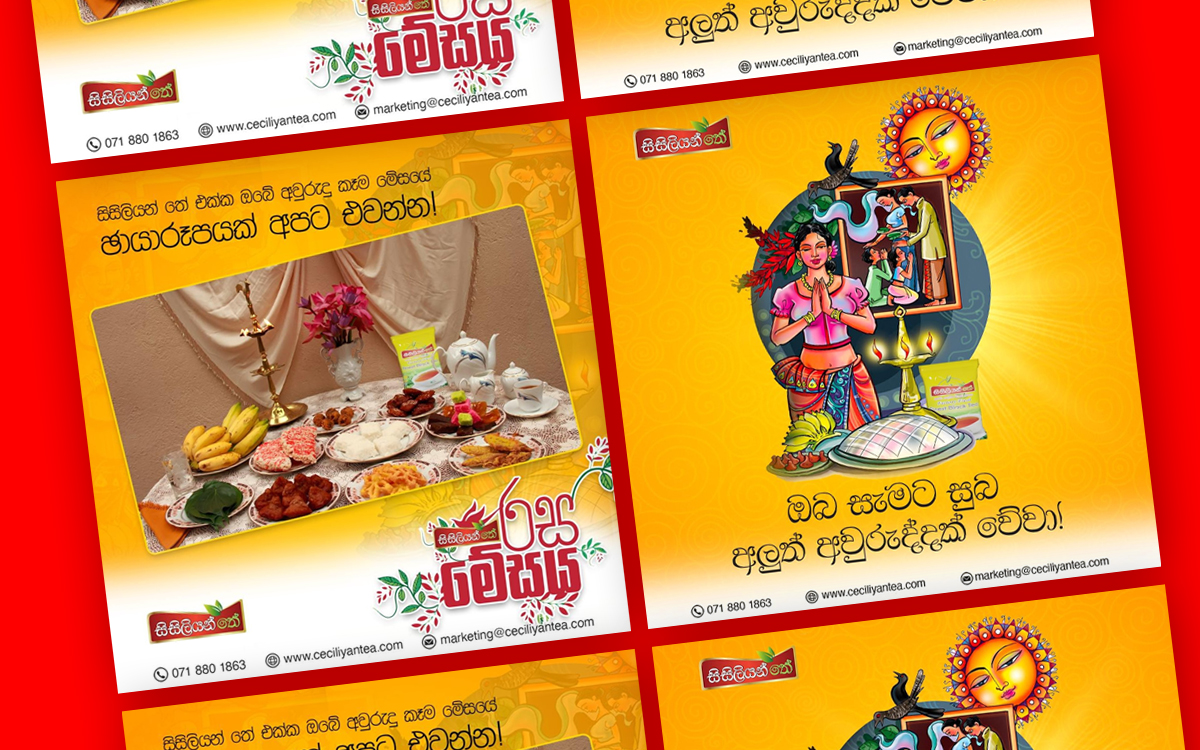 සිසිලියන් තේ
රස
මේසය
සිසිලියන් තේ
071 880 1863
www.ceciliyantea.com
marketing@ceciliyantea.com
අලුත් අවුරුද්දක් වේවා!
071 880 1863
www.ceciliyantea.com
marketing@ceciliyantea.com
සිසිලියන් තේ එක්ක ඔබේ අවුරුදු කෑම මේසයේ
ඡායාරූපයක් අපට එවන්න!
සිසිලියන් තේ
රස
මේසය
සිසිලියන් තේ
071 880 1863
www.ceciliyantea.com
marketing@ceciliyantea.com
සිසිලියන් තේ
ඔබ සැමට සුබ
අලුත් අවුරුද්දක් වේවා!
071 880 1863
www.ceciliyantea.com
marketing@ceciliyantea.com
සිසිලියන් තේ එක්ක ඔබේ අවුරුදු කෑම මේසයේ
අපට එවන්න!
සිසිලියන් තේ